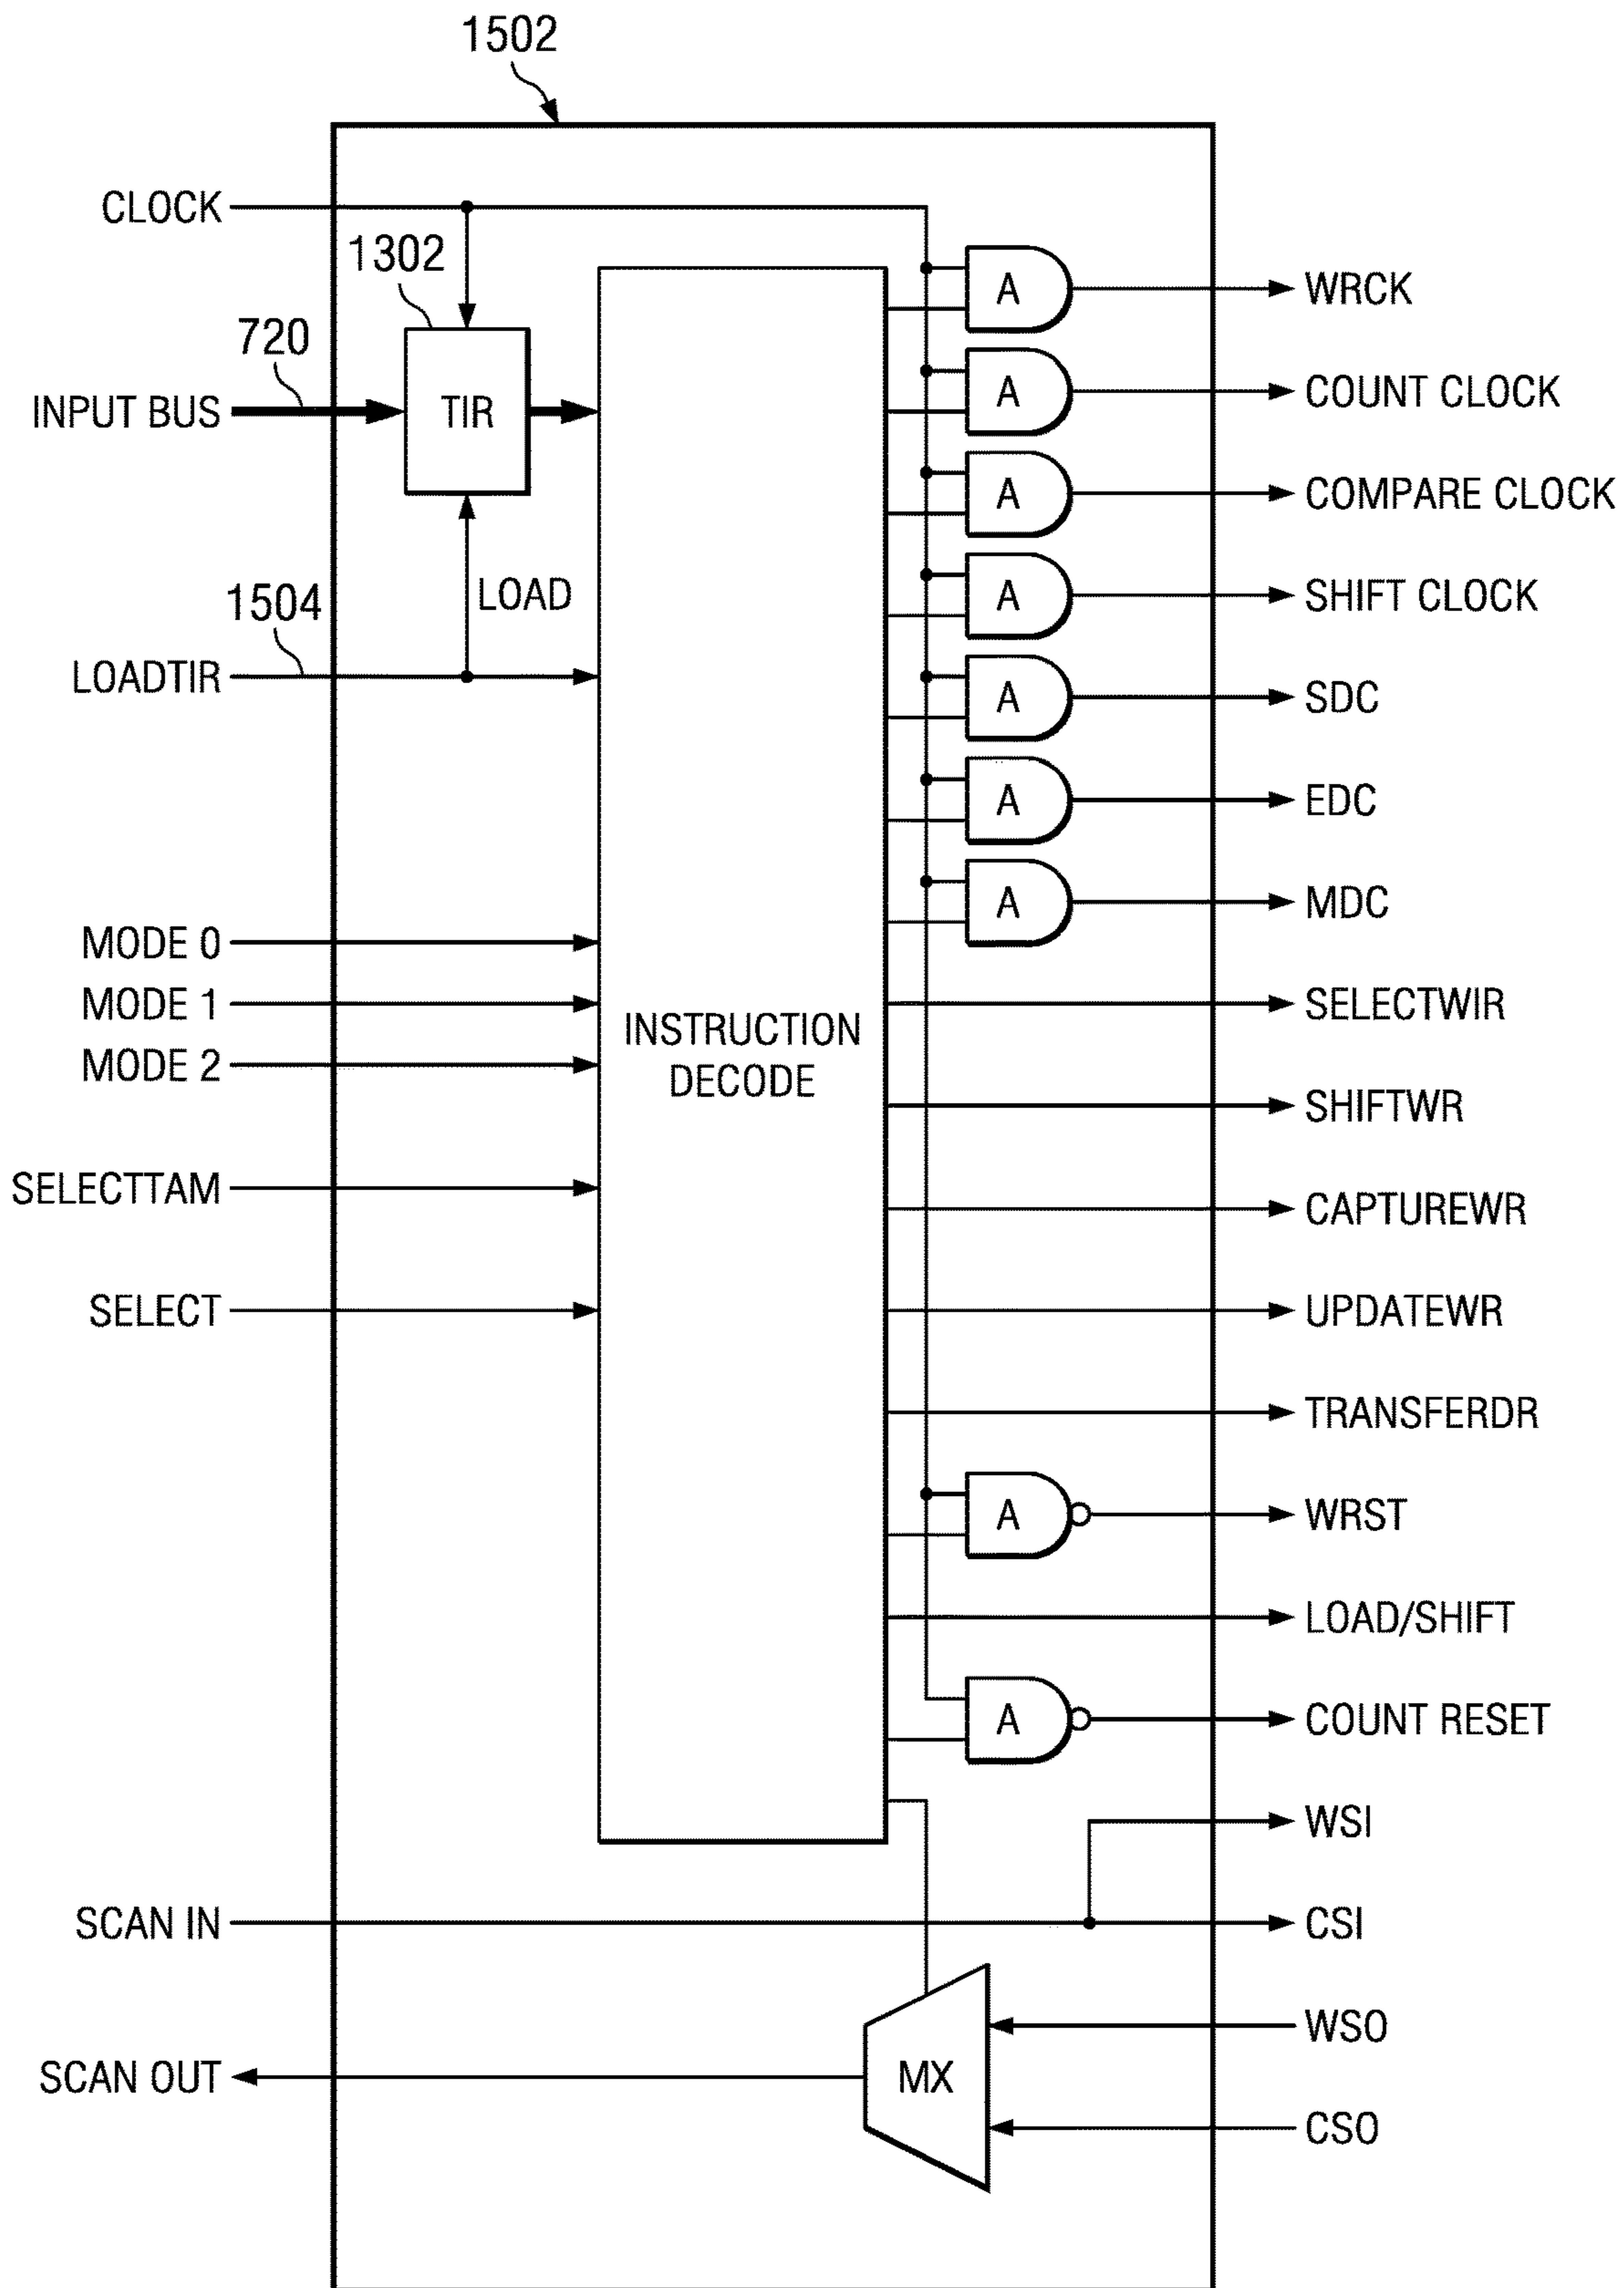 1502
CLOCK
1302
A
WRCK
720
INPUT BUS
TIR
A
COUNT CLOCK
A
COMPARE CLOCK
1504
LOAD
A
SHIFT CLOCK
LOADTIR
A
SDC
A
EDC
A
MDC
MODE 0
MODE 1
MODE 2
INSTRUCTION
DECODE
SELECTWIR
SHIFTWR
SELECTTAM
CAPTUREWR
SELECT
UPDATEWR
TRANSFERDR
A
WRST
LOAD/SHIFT
A
COUNT RESET
WSI
SCAN IN
CSI
WSO
SCAN OUT
MX
CSO